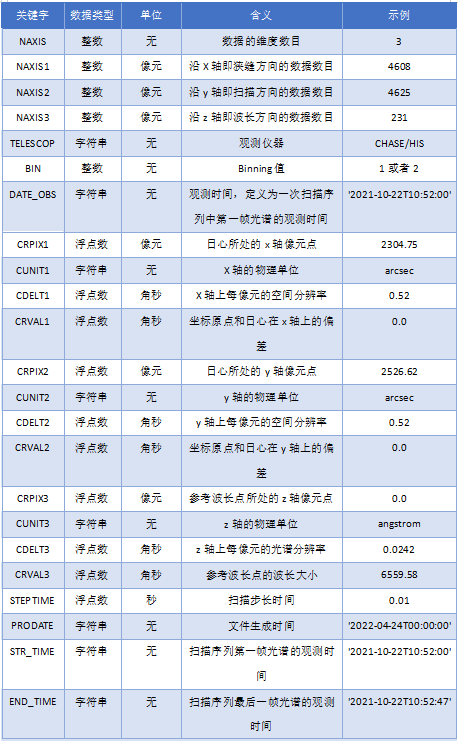 关键字 数据类型 单位 含义 示例
NAXIS 整数 无 数据的维度数目 3
NAXIS1 整数 像元 沿 X 轴即狭缝方向的数据数目 4608
NAXIS2 整数 像元 沿 y 轴即扫描方向的数据数目 4625
NAXIS3 整数 像元 沿 z 轴即波长方向的数据数目 231
TELESCOP 字符串 无 观测仪器 CHASE/HIS
BIN 整数 无 Binning 值 1 或者 2
DATE_OBS 字符串 无 观测时间，定义为一次扫描序 '2021-10-22T10:52:00'
列中第一帧光谱的观测时间
CRPIX1 浮点数 像元 日心所处的 x 轴像元点 2304.75
CUNIT1 字符串 无 X 轴的物理单位 arcsec
CDELT1 浮点数 角秒 X 轴上每像元的空间分辨率 0.52
CRVAL1 浮点数 角秒 坐标原点和日心在 x 轴上的偏 0.0
差
CRPIX2 浮点数 像元 日心所处的 y 轴像元点 2526.62
CUNIT2 字符串 无 y 轴的物理单位 arcsec
CDELT2 浮点数 角秒 y 轴上每像元的空间分辨率 0.52
CRVAL2 浮点数 角秒 坐标原点和日心在 y 轴上的偏 0.0
差
CRPIX3 浮点数 像元 参考波长点所处的 z 轴像元点 0.0
CUNIT3 字符串 无 z 轴的物理单位 angstrom
CDELT3 浮点数 角秒 z 轴上每像元的光谱分辨率 0.0242
CRVAL3 浮点数 角秒 参考波长点的波长大小 6559.58
STEPTIME 浮点数 秒 扫描步长时间 0.01
PRODATE 字符串 无 文件生成时间 '2022-04-24T00:00:00'
STR_TIME 字符串 无 扫描序列第一帧光谱的观测时 '2021-10-22T10:52:00'
间
END_TIME 字符串 无 扫描序列最后一帧光谱的观测 '2021-10-22T10:52:47'
时间